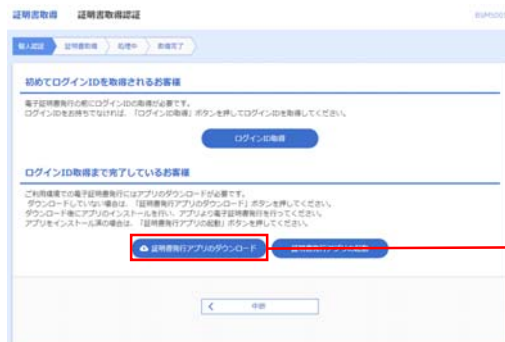 証明書取得 証明書取得認証
個人認証 証明書取得 処理中 取得完了
初めてログインIDを取得されるお客様
電子証明書発行の前にログインIDの取得が必要です。
ログインIDをお持ちでなければ、「ログインID取得」ボタンを押してログインIDを取得してください。
ログインID取得
ログインID取得まで完了しているお客様
ご利用環境での電子証明書発行にはアプリのダウンロードが必要です。
ダウンロードしていない場合は、「証明書発行アプリのダウンロード」ボタンを押してください。
ダウンロード後にアプリのインストールを行い、アプリより電子証明書発行を行ってください。
アプリをインストール済の場合は、「証明書発行アプリの起動」ボタンを押してください。
証明書発行アプリのダウンロード 証明書発行アプリの起動
中断